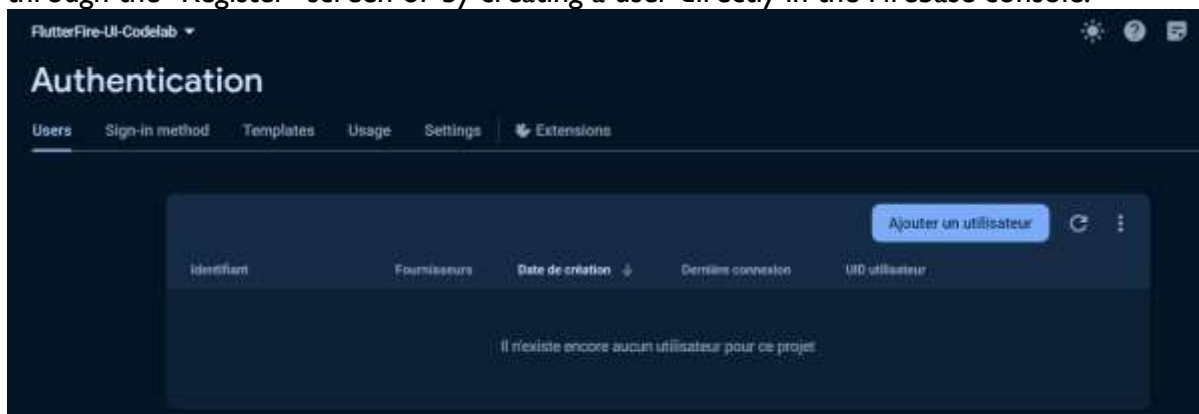 through the "Register" screen or by creating a user directly in the Firebase console.
FlutterFire-UI-Codelab
Authentication
Users Sign-in method Templates Usage Settings Extensions
Ajouter un utilisateur
Identifiant Fournisseurs Date de création Dernière connexion UID utilisateur
Il n'existe encore aucun utilisateur pour ce projet